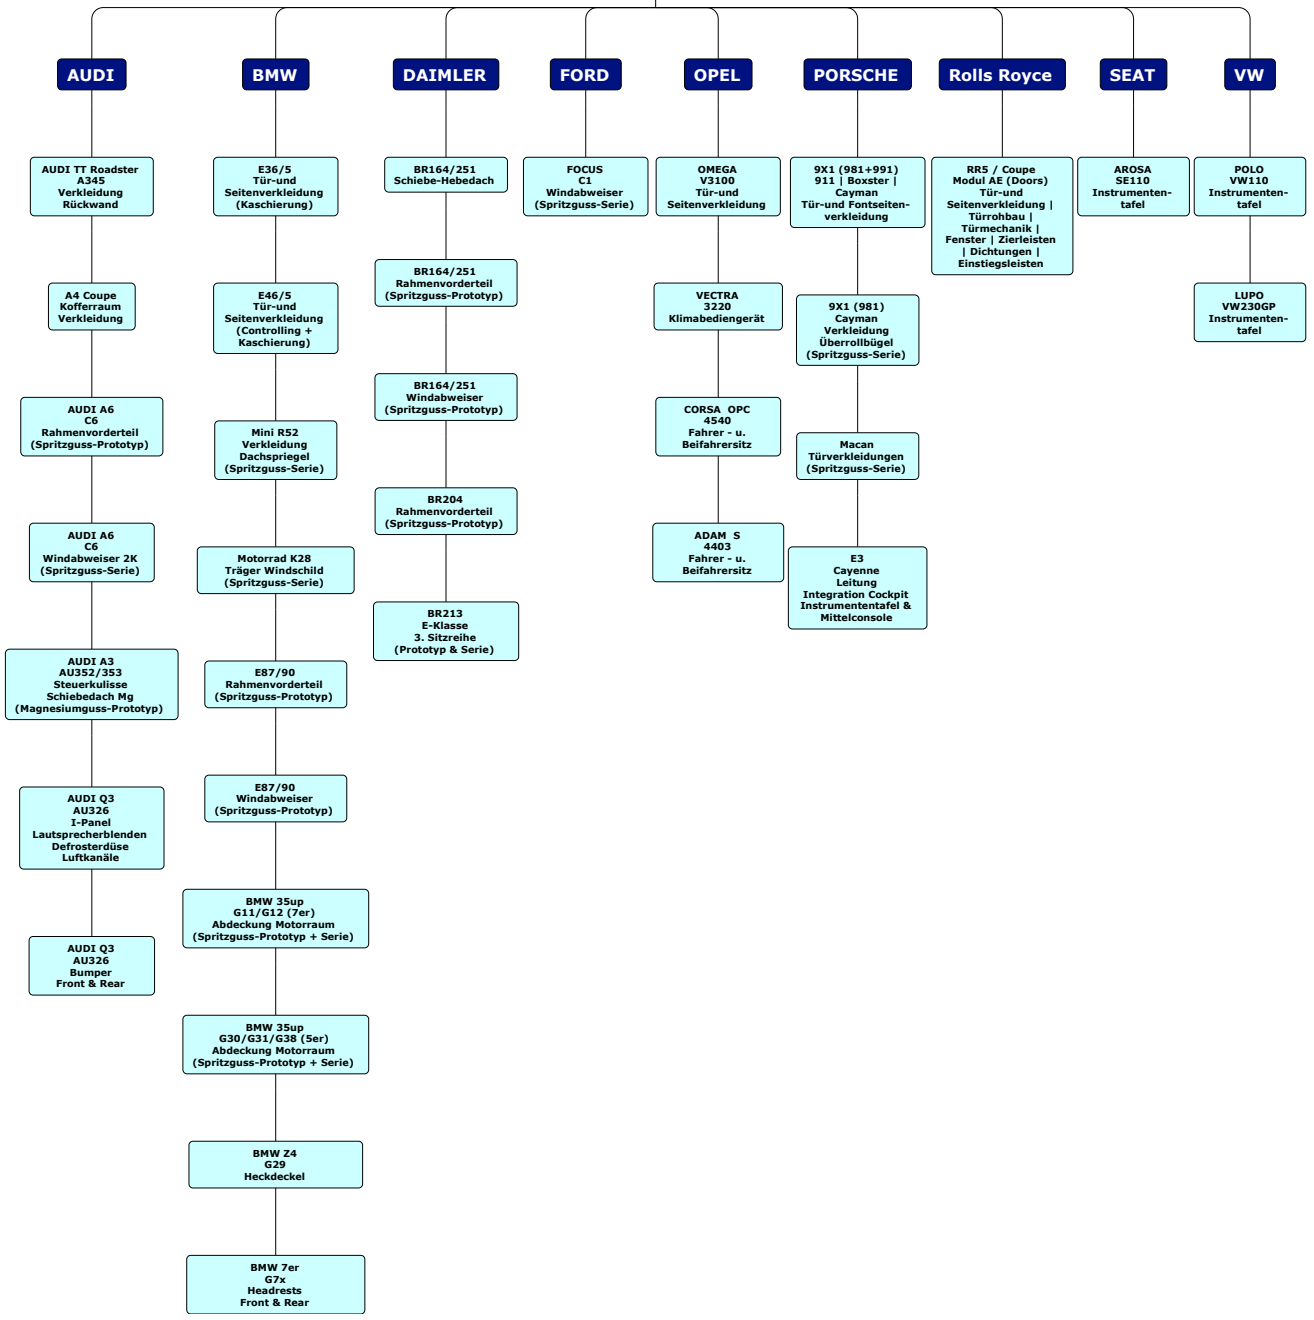 AUDI
BMW
DAIMLER
FORD
OPEL
PORSCHE
Rolls Royce
SEAT
VW
AUDI TT Roadster
A345
Verkleidung
Rückwand
A4 Coupe
Kofferraum
Verkleidung
AUDI A6
C6
Rahmenvorderteil
(Spritzguss-Prototyp)
AUDI A6
C6
Windabweiser 2K
(Spritzguss-Serie)
AUDI A3
AU352/353
Steuerkulisse
Schiebedach Mg
(Magnesiumguss-Prototyp)
AUDI Q3
AU326
I-Panel
Lautsprecherblenden
Defrosterdüse
Luftkanäle
AUDI Q3
AU326
Bumper
Front & Rear
E36/5
Tür-und
Seitenverkleidung
(Kaschierung)
E46/5
Tür-und
Seitenverkleidung
(Controlling +
Kaschierung)
Mini R52
Verkleidung
Dachspriegel
(Spritzguss-Serie)
Motorrad K28
Träger Windschild
(Spritzguss-Serie)
E87/90
Rahmenvorderteil
(Spritzguss-Prototyp)
E87/90
Windabweiser
(Spritzguss-Prototyp)
BMW 35up
G11/G12 (7er)
Abdeckung Motorraum
(Spritzguss-Prototyp + Serie)
BMW 35up
G30/G31/G38 (5er)
Abdeckung Motorraum
(Spritzguss-Prototyp + Serie)
BMW Z4
G29
Heckdeckel
BMW 7er
G7x
Headrests
Front & Rear
BR164/251
Schiebe-Hebedach
BR164/251
Rahmenvorderteil
(Spritzguss-Prototyp)
BR164/251
Windabweiser
(Spritzguss-Prototyp)
BR204
Rahmenvorderteil
(Spritzguss-Prototyp)
BR213
E-Klasse
3. Sitzreihe
(Prototyp & Serie)
FOCUS
C1
Windabweiser
(Spritzguss-Serie)
OMEGA
V3100
Tür-und
Seitenverkleidung
VECTRA
3220
Klimabediengerät
CORSA OPC
4540
Fahrer - u.
Beifahrersitz
ADAM S
4403
Fahrer - u.
Beifahrersitz
9X1 (981+991)
911 | Boxster |
Cayman
Tür-und Fontseiten-
verkleidung
9X1 (981)
Cayman
Verkleidung
Überrollbügel
(Spritzguss-Serie)
Macan
Türverkleidungen
(Spritzguss-Serie)
E3
Cayenne
Leitung
Integration Cockpit
Instrumententafel &
Mittelconsole
RR5 / Coupe
Modul AE (Doors)
Tür-und
Seitenverkleidung |
Türrohbau |
Türmechanik |
Fenster | Zierleisten
| Dichtungen |
Einstiegsleisten
AROSA
SE110
Instrumenten-
tafel
POLO
VW110
Instrumenten-
tafel
LUPO
VW230GP
Instrumenten-
tafel